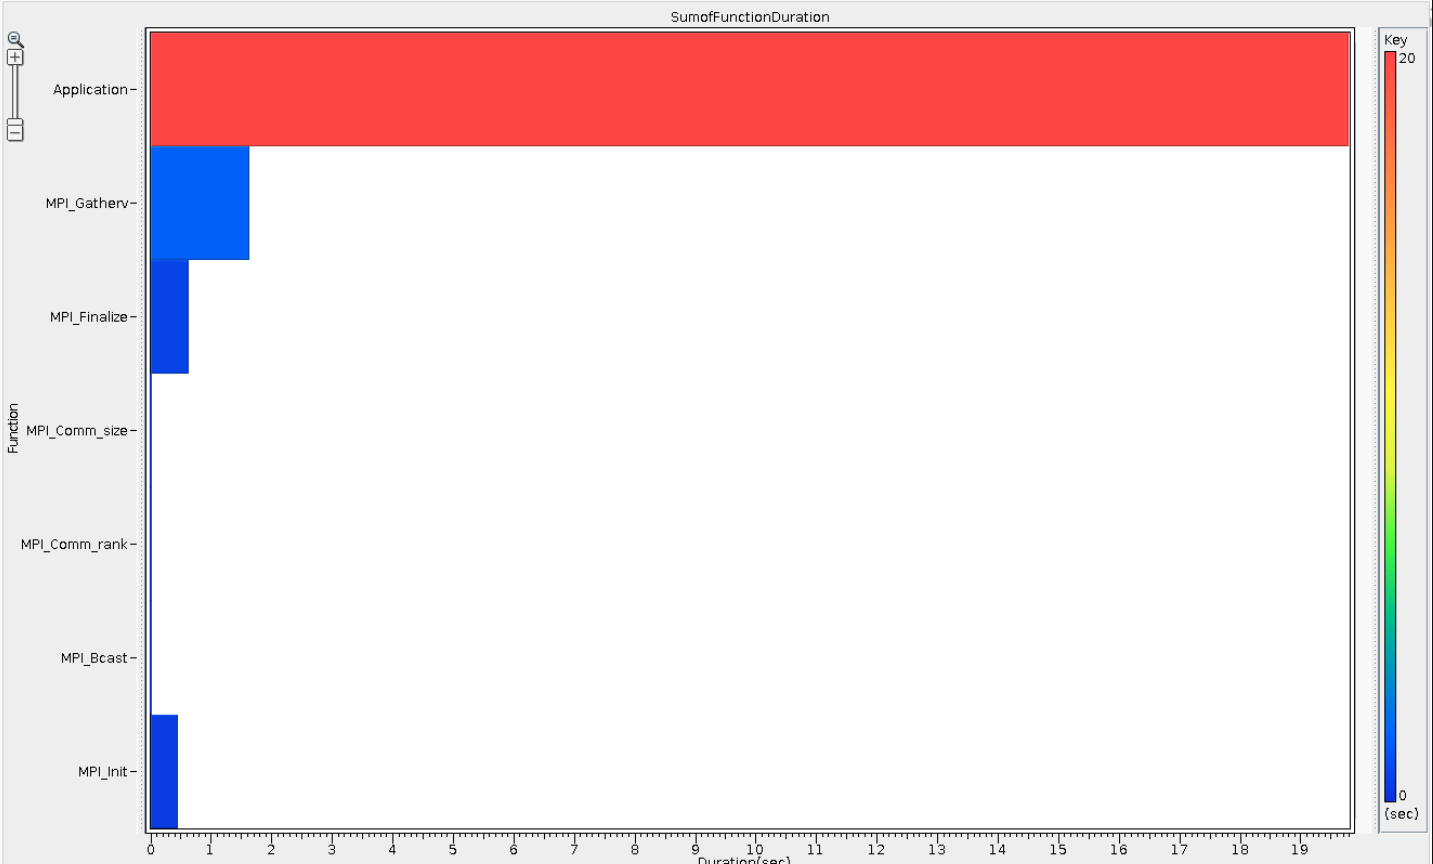 SumofFunctionDuration
Key
20
Application
MPI_Gatherv
MPI_Finalize
Function
MPI_Comm_size
MPI_Comm_rank
MPI_Bcast
MPI_Init
0
(sec)
0 1 2 3 4 5 6 7 8 9 10 11 12 13 14 15 16 17 18 19
Duration(sec)